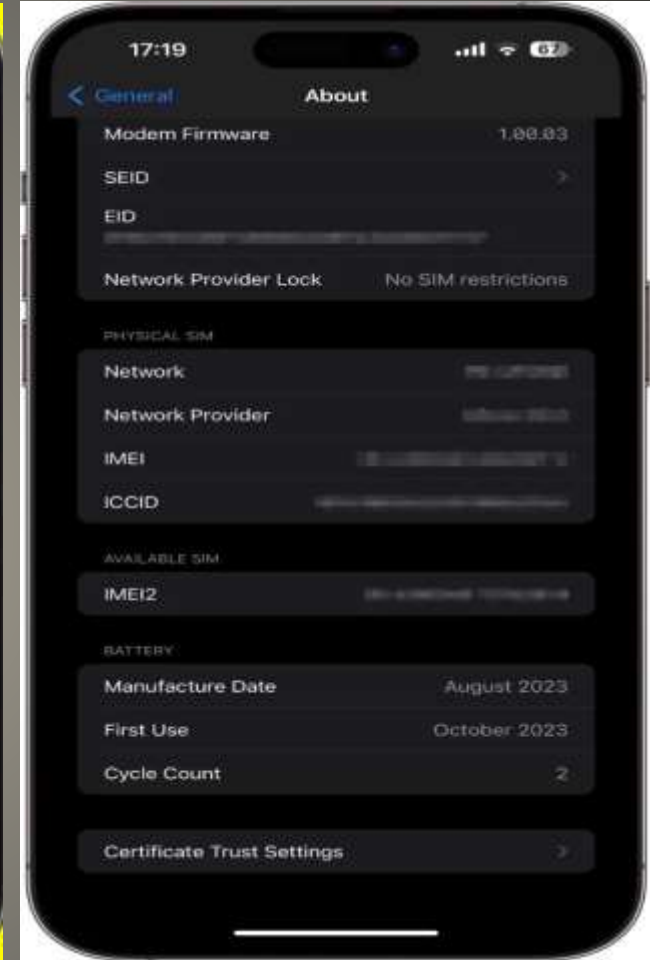 17:19
67
General
About
Modem Firmware 1.00.03
SEID
EID
Network Provider Lock No SIM restrictions
PHYSICAL SIM
Network
Network Provider
IMEI
ICCID
AVAILABLE SIM
IMEI2
BATTERY
Manufacture Date August 2023
First Use October 2023
Cycle Count 2
Certificate Trust Settings